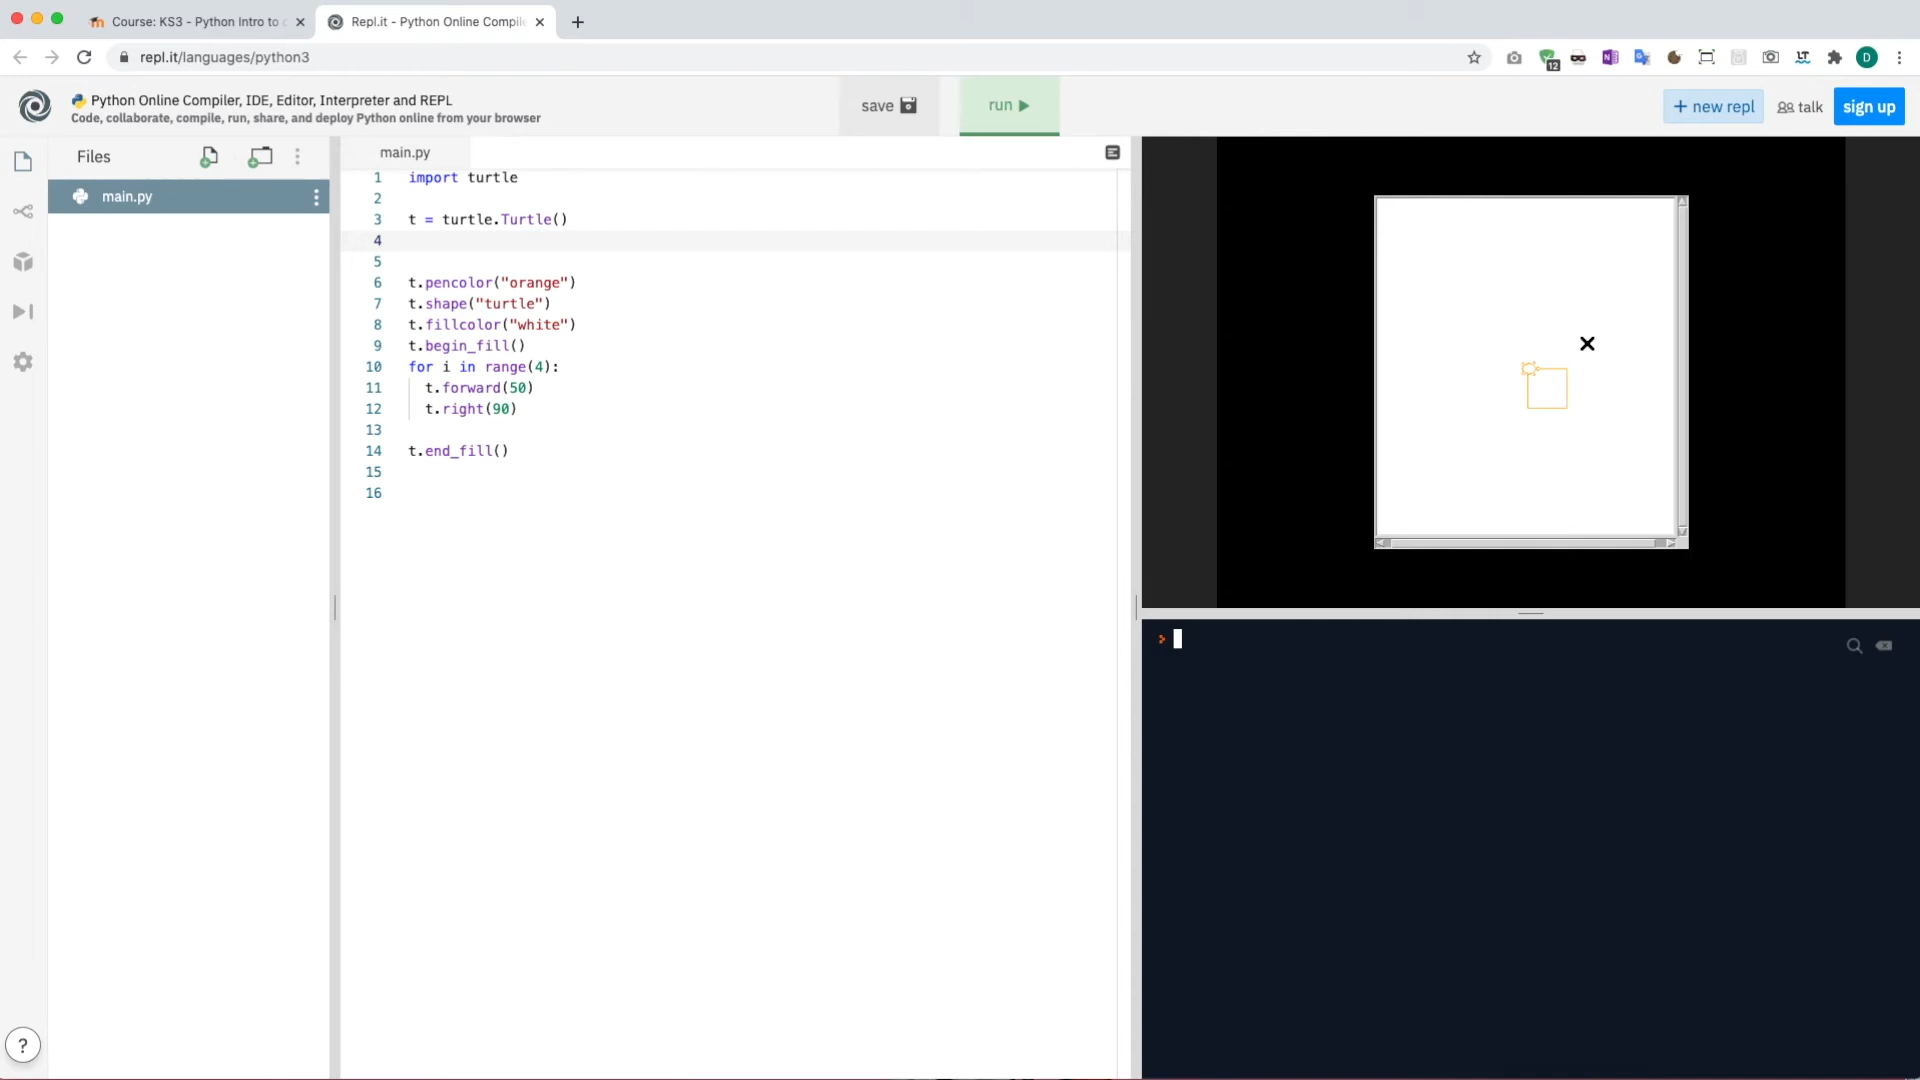 Course: KS3 - Python Intro to
Repl.it - Python Online Compile
repl.it/languages/python3
12
D
Python Online Compiler, IDE, Editor, Interpreter and REPL
Code, collaborate, compile, run, share, and deploy Python online from your browser
save
run
+ new repl
talk
sign up
Files
main.py
main.py
1 import turtle
2
3 t = turtle.Turtle()
4
5
6 t.pencolor("orange")
7 t.shape("turtle")
8 t.fillcolor("white")
9 t.begin_fill()
10 for i in range(4):
11 t.forward(50)
12 t.right(90)
13
14 t.end_fill()
15
16
?